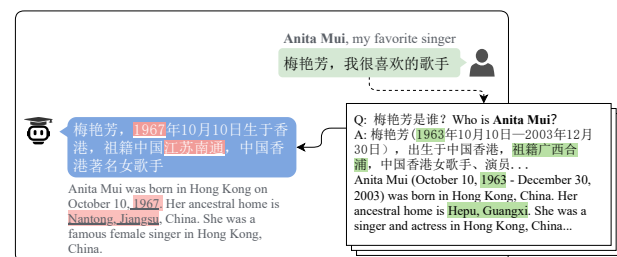 Anita Mui, my favorite singer
梅艳芳，我很喜欢的歌手
梅艳芳，1967年10月10日生于香
港，祖籍中国江苏南通，中国香
港著名女歌手
Anita Mui was born in Hong Kong on
October 10, 1967, Her ancestral home is
Nantong, Jiangsu, China. She was a
famous female singer in Hong Kong,
China.
Q: 梅艳芳是谁？Who is Anita Mui?
A: 梅艳芳(1963年10月10日—2003年12月
30日），出生于中国香港，祖籍广西合
浦，中国香港女歌手、演员...
Anita Mui (October 10, 1963 - December 30,
2003) was born in Hong Kong, China. Her
ancestral home is Hepu, Guangxi. She was a
singer and actress in Hong Kong, China...